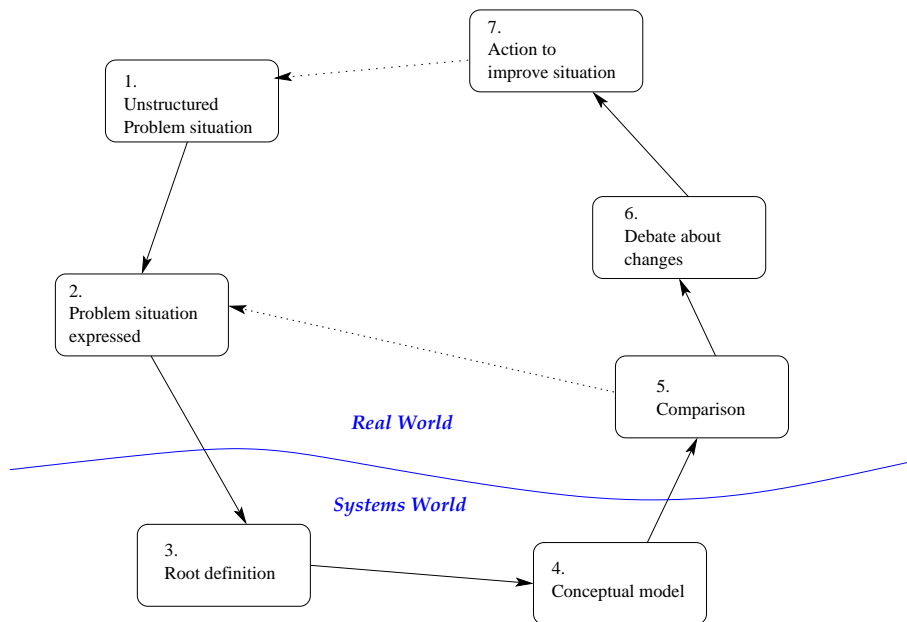 1.
Unstructured
Problem situation
2.
Problem situation
expressed
3.
Root definition
4.
Conceptual model
5.
Comparison
6.
Debate about
changes
7.
Action to
improve situation
Real World
Systems World